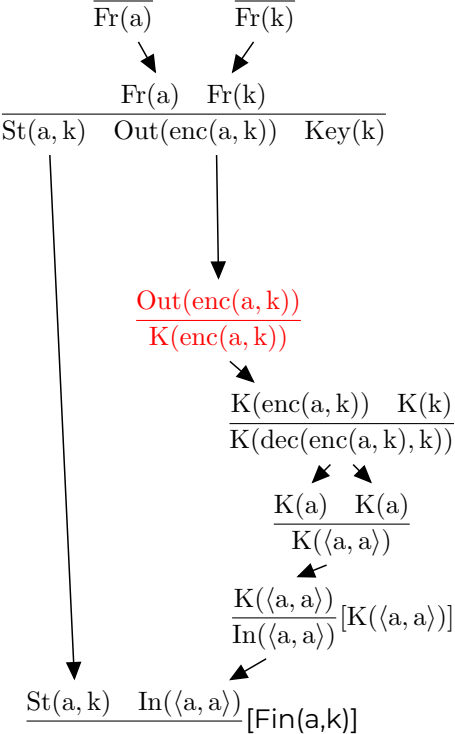 Fr(a) Fr(k)
Fr(a) Fr(k)
St(a, k) Out(enc(a, k)) Key(k)
Out(enc(a, k))
K(enc(a, k))
K(enc(a, k)) K(k)
K(dec(enc(a, k), k))
K(a) K(a)
K(⟨a, a⟩)
K(⟨a, a⟩)
[K(⟨a, a⟩)]
In(⟨a, a⟩)
St(a, k) In(⟨a, a⟩)
[Fin(a,k)]